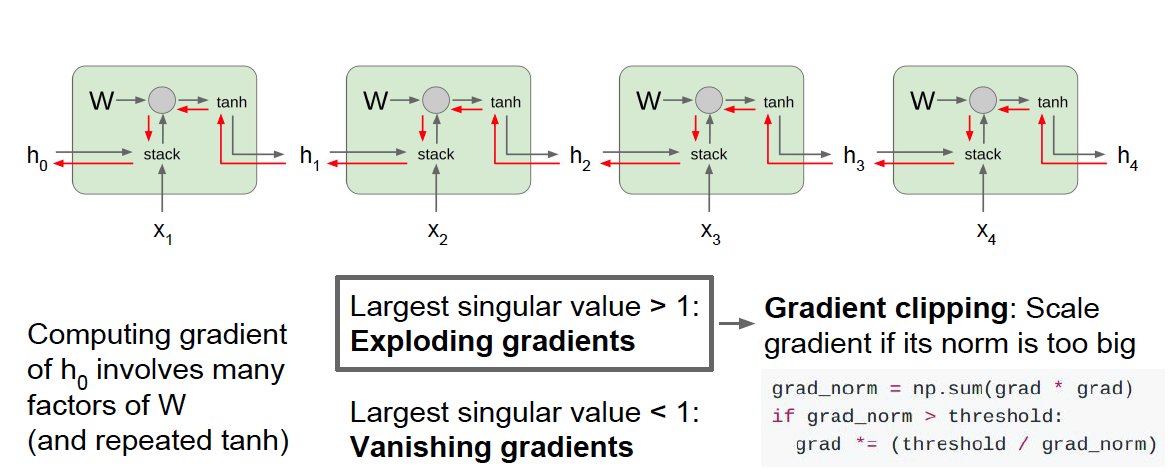 W tanh W tanh W tanh W tanh
h0 stack h1 stack h2 stack h3 stack h4
x1 x2 x3 x4
Computing gradient
of h0 involves many
factors of W
(and repeated tanh)
Largest singular value > 1:
Exploding gradients
Largest singular value < 1:
Vanishing gradients
Gradient clipping: Scale
gradient if its norm is too big
grad_norm = np.sum(grad * grad)
if grad_norm > threshold:
  grad *= (threshold / grad_norm)